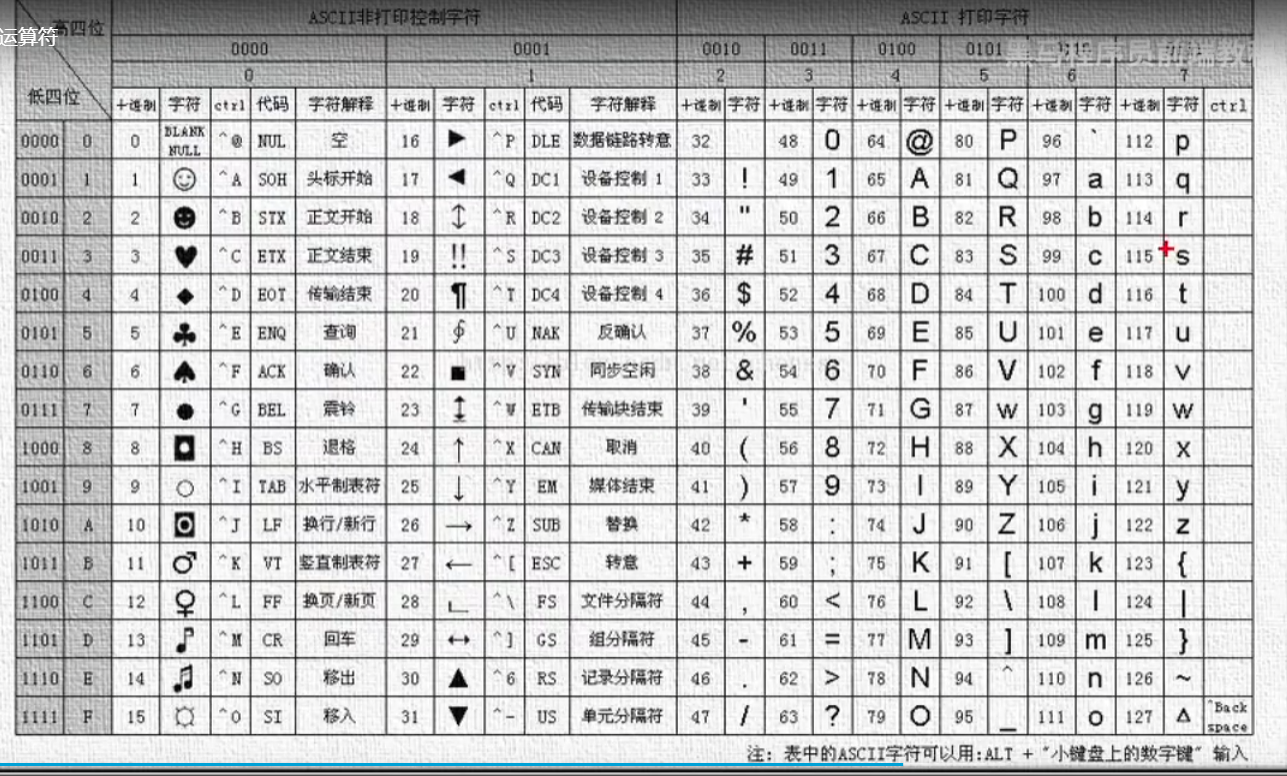 ASCII非打印控制字符 ASCII 打印字符
高四位
运算符
0000 0001 0010 0011 0100 0101
黑马程序员前端教
0 1 2 3 4 5 6 7
低四位
十进制 字符 ctrl 代码 字符解释 十进制 字符 ctrl 代码 字符解释 十进制 字符 十进制 字符 十进制 字符 十进制 字符 十进制 字符 十进制 字符 ctrl
0000 0 0 BLANK NULL ^@ NUL 空 16 ► ^P DLE 数据链路转意 32 48 0 64 @ 80 P 96 ` 112 p
0001 1 1 ☺ ^A SOH 头标开始 17 ◄ ^Q DC1 设备控制 1 33 ! 49 1 65 A 81 Q 97 a 113 q
0010 2 2 ☻ ^B STX 正文开始 18 ↕ ^R DC2 设备控制 2 34 " 50 2 66 B 82 R 98 b 114 r
0011 3 3 ♥ ^C ETX 正文结束 19 ‼ ^S DC3 设备控制 3 35 # 51 3 67 C 83 S 99 c 115 s
0100 4 4 ♦ ^D EOT 传输结束 20 ¶ ^T DC4 设备控制 4 36 $ 52 4 68 D 84 T 100 d 116 t
0101 5 5 ♣ ^E ENQ 查询 21 ∮ ^U NAK 反确认 37 % 53 5 69 E 85 U 101 e 117 u
0110 6 6 ♠ ^F ACK 确认 22 ■ ^V SYN 同步空闲 38 & 54 6 70 F 86 V 102 f 118 v
0111 7 7 ● ^G BEL 震铃 23 ↨ ^W ETB 传输块结束 39 ' 55 7 71 G 87 w 103 g 119 w
1000 8 8 ◘ ^H BS 退格 24 ↑ ^X CAN 取消 40 ( 56 8 72 H 88 X 104 h 120 x
1001 9 9 ○ ^I TAB 水平制表符 25 ↓ ^Y EM 媒体结束 41 ) 57 9 73 I 89 Y 105 i 121 y
1010 A 10 ◙ ^J LF 换行/新行 26 → ^Z SUB 替换 42 * 58 : 74 J 90 Z 106 j 122 z
1011 B 11 ♂ ^K VT 竖直制表符 27 ← ^[ ESC 转意 43 + 59 ; 75 K 91 [ 107 k 123 {
1100 C 12 ♀ ^L FF 换页/新页 28 ∟ ^\ FS 文件分隔符 44 , 60 < 76 L 92 \ 108 l 124 |
1101 D 13 ♪ ^M CR 回车 29 ↔ ^] GS 组分隔符 45 - 61 = 77 M 93 ] 109 m 125 }
1110 E 14 ♫ ^N SO 移出 30 ▲ ^6 RS 记录分隔符 46 . 62 > 78 N 94 ^ 110 n 126 ~
1111 F 15 ☼ ^O SI 移入 31 ▼ ^- US 单元分隔符 47 / 63 ? 79 O 95 _ 111 o 127 Δ ^Back space
注：表中的ASCII字符可以用:ALT + "小键盘上的数字键" 输入